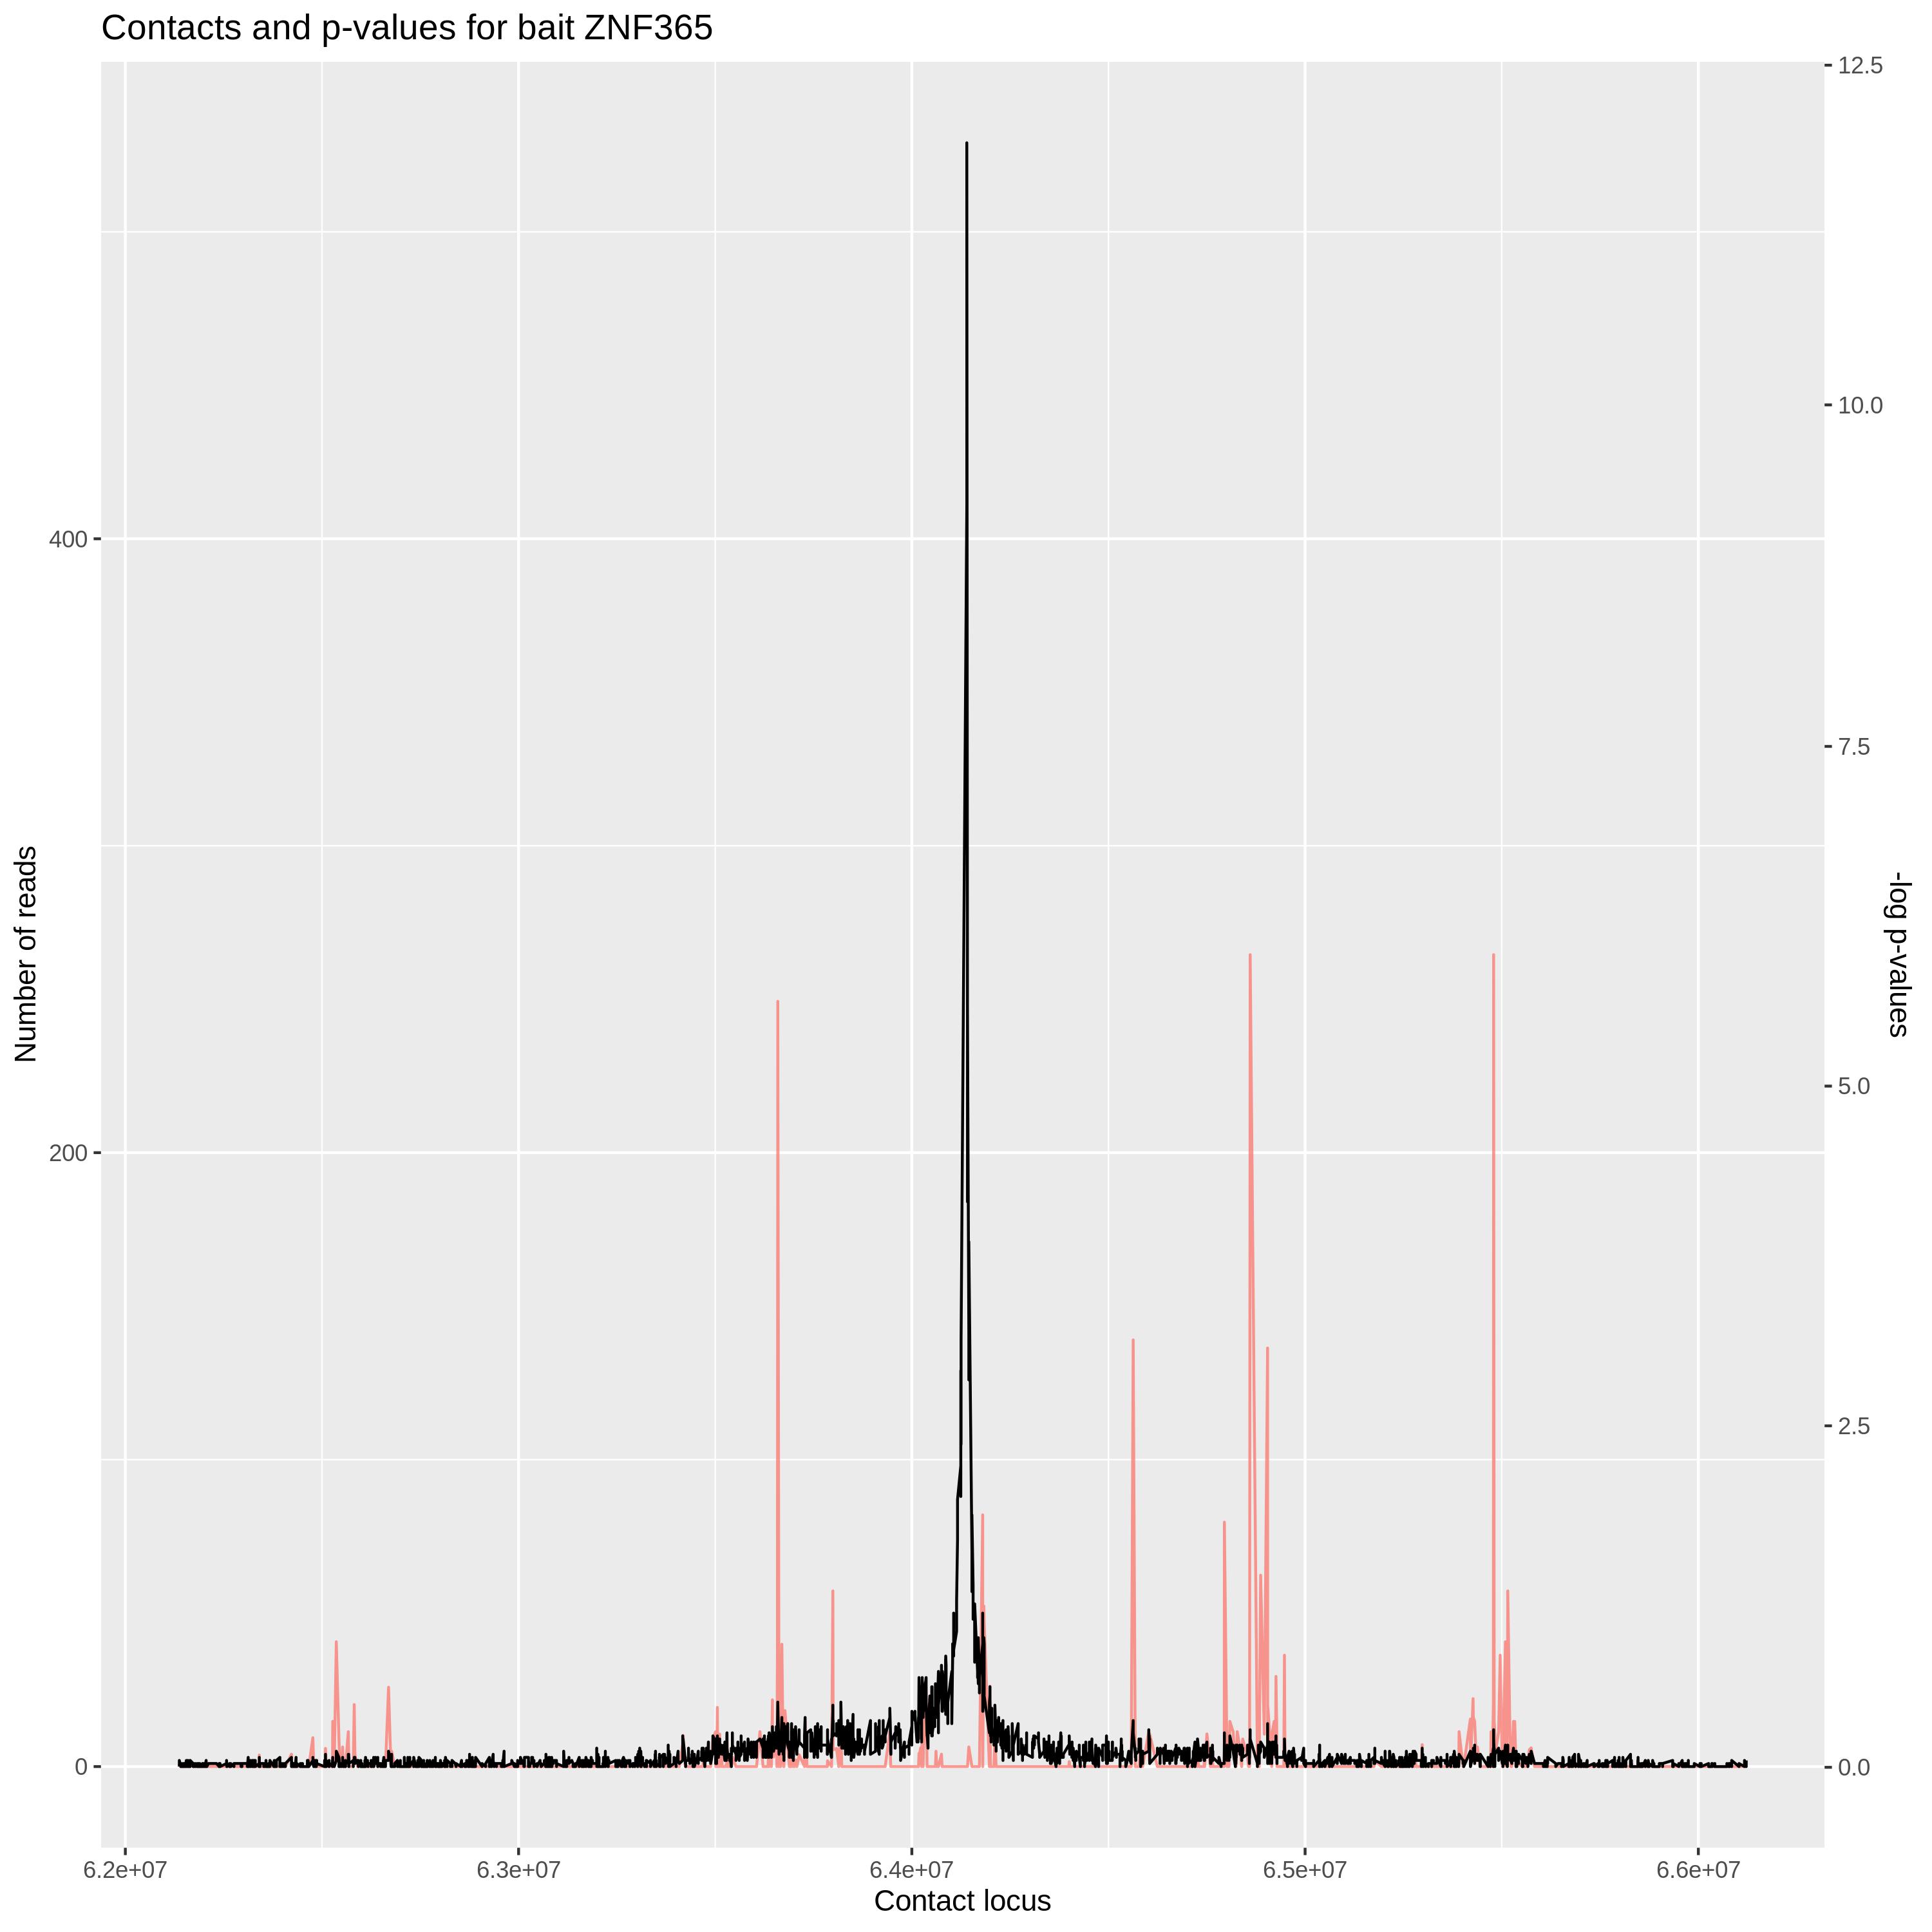 Contacts and p-values for bait ZNF365
12.5
10.0
400
7.5
Number of reads
-log p-values
5.0
200
2.5
0
0.0
6.2e+07
6.3e+07
6.4e+07
6.5e+07
6.6e+07
Contact locus